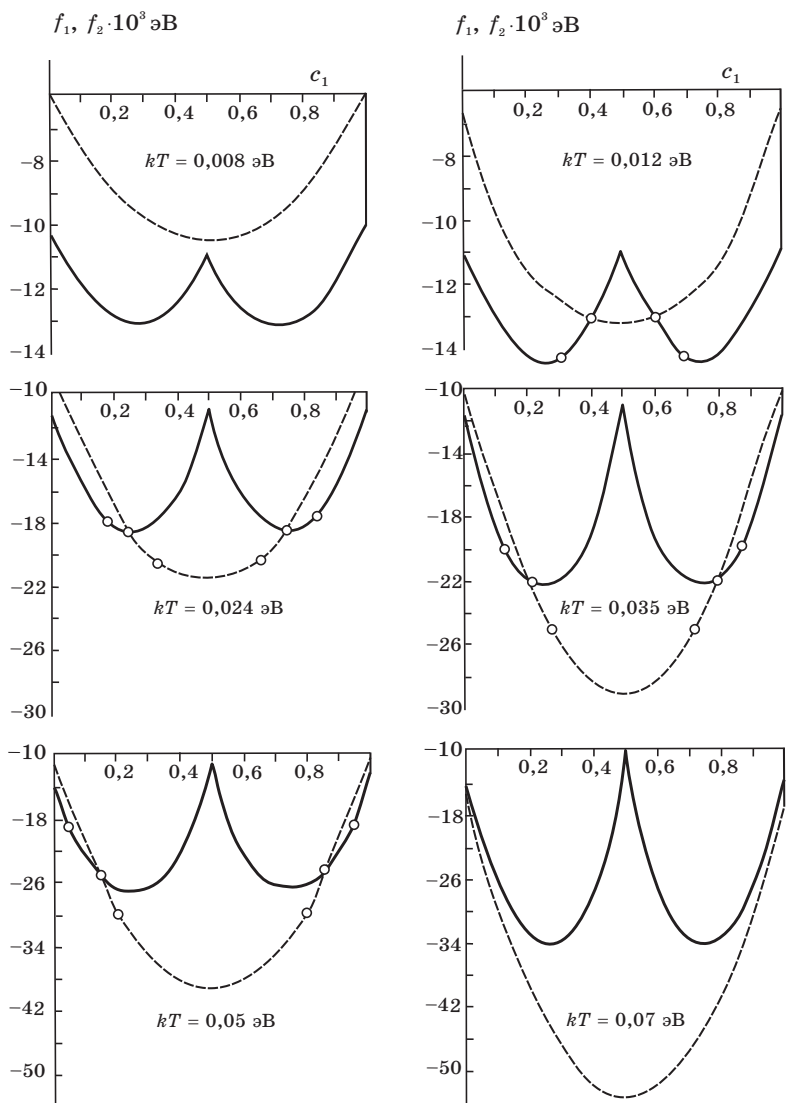 f₁, f₂·10³ эВ
c₁
0,2 0,4 0,6 0,8
kT = 0,008 эВ
−8
−10
−12
−14
f₁, f₂·10³ эВ
c₁
0,2 0,4 0,6 0,8
kT = 0,012 эВ
−8
−10
−12
−14
−10
0,2 0,4 0,6 0,8
−14
−18
−22
kT = 0,024 эВ
−26
−30
−10
0,2 0,4 0,6 0,8
−14
−18
−22
kT = 0,035 эВ
−26
−30
−10
0,2 0,4 0,6 0,8
−18
−26
−34
−42
kT = 0,05 эВ
−50
−10
0,2 0,4 0,6 0,8
−18
−26
−34
−42
kT = 0,07 эВ
−50